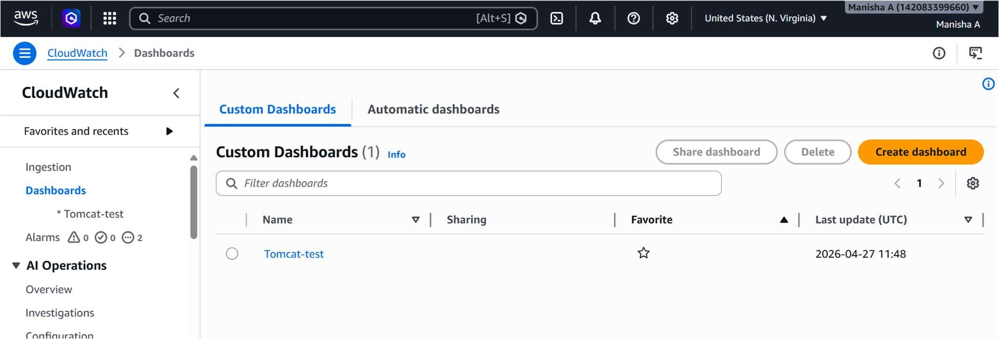 aws
Search [Alt+S]
United States (N. Virginia)
Manisha A (142083399660)
Manisha A
CloudWatch
Dashboards
CloudWatch
Favorites and recents
Ingestion
Dashboards
* Tomcat-test
Alarms 0 0 2
AI Operations
Overview
Investigations
Configuration
Custom Dashboards
Automatic dashboards
Custom Dashboards (1) Info
Share dashboard
Delete
Create dashboard
Filter dashboards
1
Name Sharing Favorite Last update (UTC)
Tomcat-test 2026-04-27 11:48